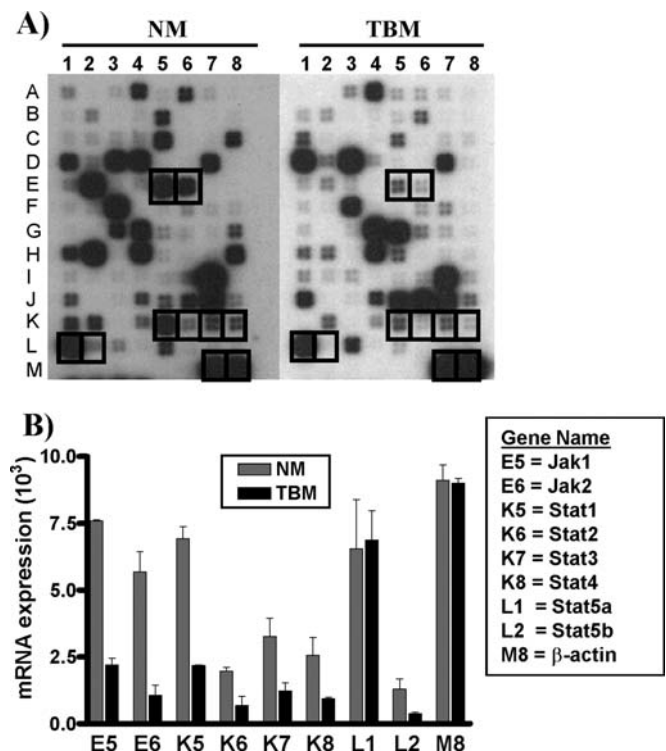 A)
NM TBM
1 2 3 4 5 6 7 8 1 2 3 4 5 6 7 8
A
B
C
D
E
F
G
H
I
J
K
L
M
B)
mRNA expression (10³)
10.0
7.5
5.0
2.5
0.0
NM
TBM
E5 E6 K5 K6 K7 K8 L1 L2 M8
Gene Name
E5 = Jak1
E6 = Jak2
K5 = Stat1
K6 = Stat2
K7 = Stat3
K8 = Stat4
L1 = Stat5a
L2 = Stat5b
M8 = β-actin